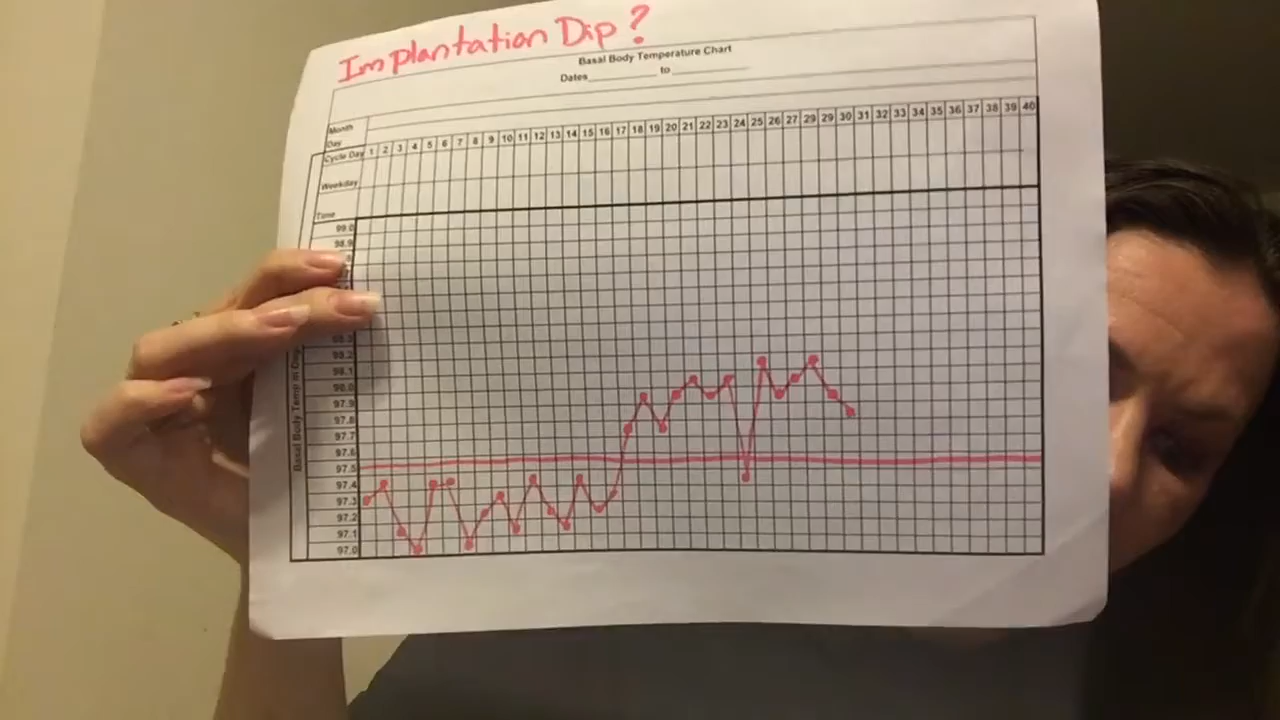 Implantation Dip?
Basal Body Temperature Chart
Dates__________ to __________
Month
Day
Cycle Day 1 2 3 4 5 6 7 8 9 10 11 12 13 14 15 16 17 18 19 20 21 22 23 24 25 26 27 28 29 30 31 32 33 34 35 36 37 38 39 40
Weekday
Time
99.0
98.9
98.3
98.2
98.1
98.0
97.9
97.8
97.7
97.6
97.5
97.4
97.3
97.2
97.1
97.0
Basal Body Temp in